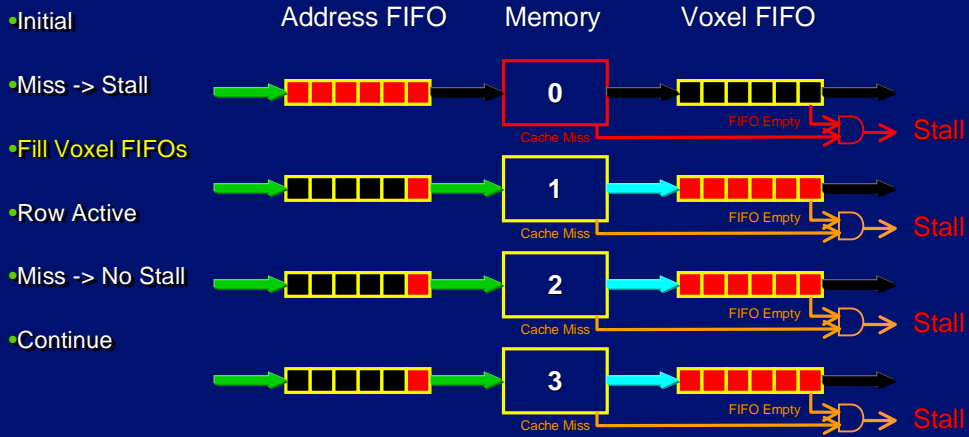 Address FIFO Memory Voxel FIFO
•Initial
•Miss -> Stall
•Fill Voxel FIFOs
•Row Active
•Miss -> No Stall
•Continue
0
FIFO Empty
Cache Miss
Stall
1
FIFO Empty
Cache Miss
Stall
2
FIFO Empty
Cache Miss
Stall
3
FIFO Empty
Cache Miss
Stall